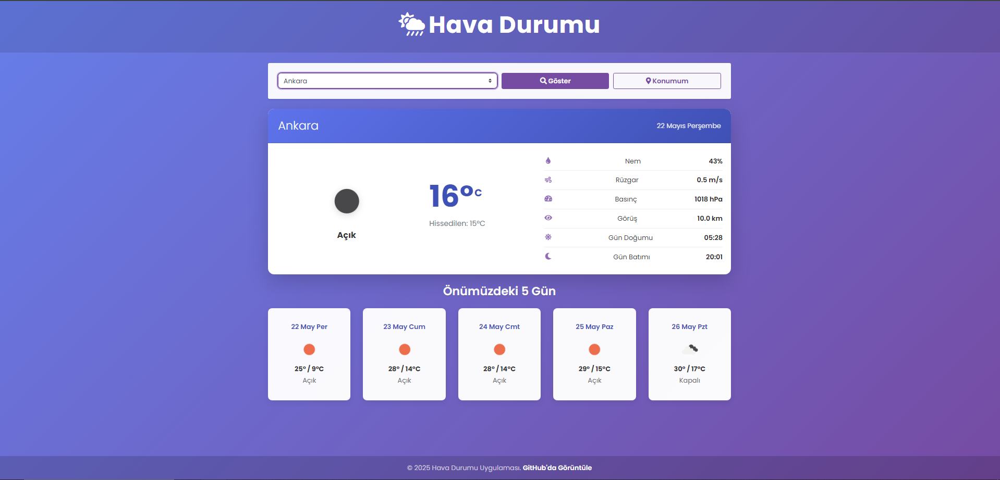 Hava Durumu
Ankara
Göster
Konumum
Ankara
22 Mayıs Perşembe
Açık
16°C
Hissedilen: 15°C
Nem 43%
Rüzgar 0.5 m/s
Basınç 1018 hPa
Görüş 10.0 km
Gün Doğumu 05:28
Gün Batımı 20:01
Önümüzdeki 5 Gün
22 May Per
25° / 9°C
Açık
23 May Cum
28° / 14°C
Açık
24 May Cmt
28° / 14°C
Açık
25 May Paz
29° / 15°C
Açık
26 May Pzt
30° / 17°C
Kapalı
© 2025 Hava Durumu Uygulaması. GitHub'da Görüntüle